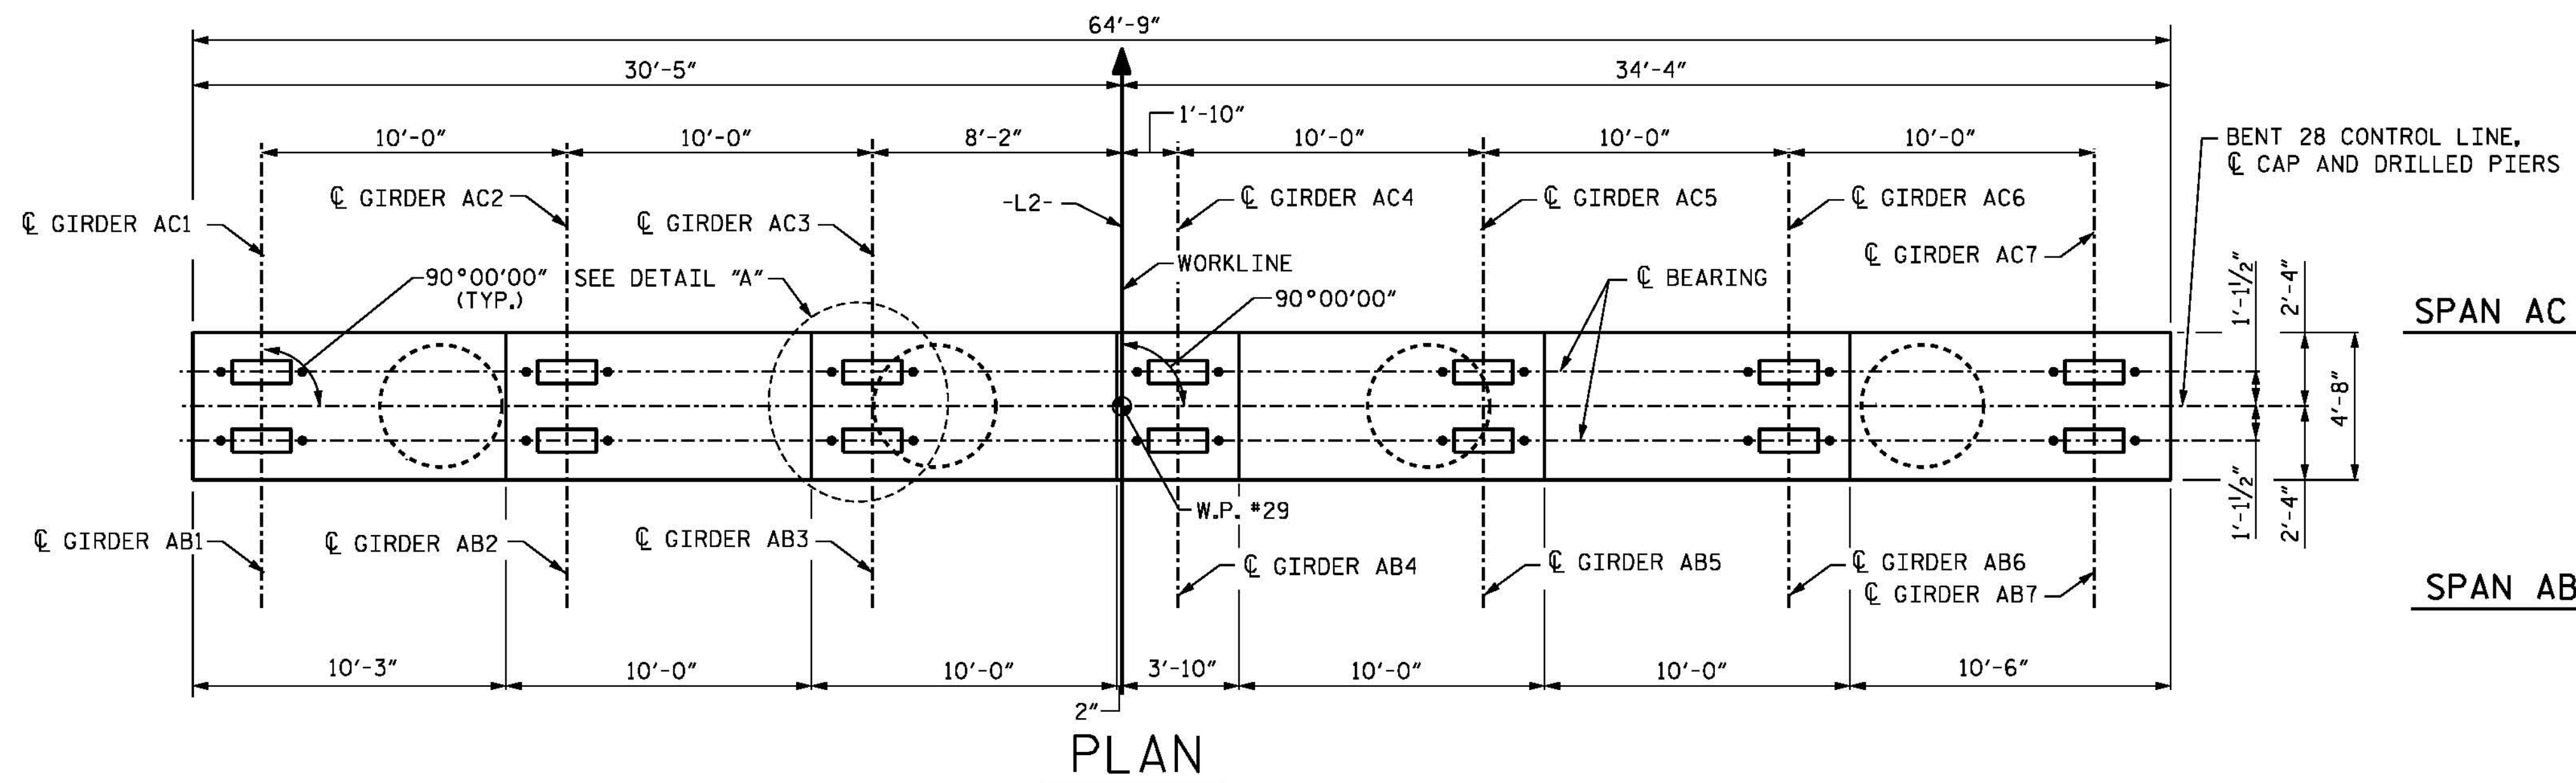 64'-9"
30'-5"
34'-4"
1'-10"
10'-0"
10'-0"
8'-2"
10'-0"
10'-0"
10'-0"
BENT 28 CONTROL LINE,
℄ CAP AND DRILLED PIERS
℄ GIRDER AC1
℄ GIRDER AC2
℄ GIRDER AC3
-L2-
℄ GIRDER AC4
℄ GIRDER AC5
℄ GIRDER AC6
℄ GIRDER AC7
90°00'00"
(TYP.)
SEE DETAIL "A"
WORKLINE
90°00'00"
℄ BEARING
1'-1½"
2'-4"
SPAN AC
4'-8"
1'-1½"
2'-4"
W.P. #29
℄ GIRDER AB1
℄ GIRDER AB2
℄ GIRDER AB3
℄ GIRDER AB4
℄ GIRDER AB5
℄ GIRDER AB6
℄ GIRDER AB7
SPAN AB
10'-3"
10'-0"
10'-0"
3'-10"
10'-0"
10'-0"
10'-6"
2"
PLAN